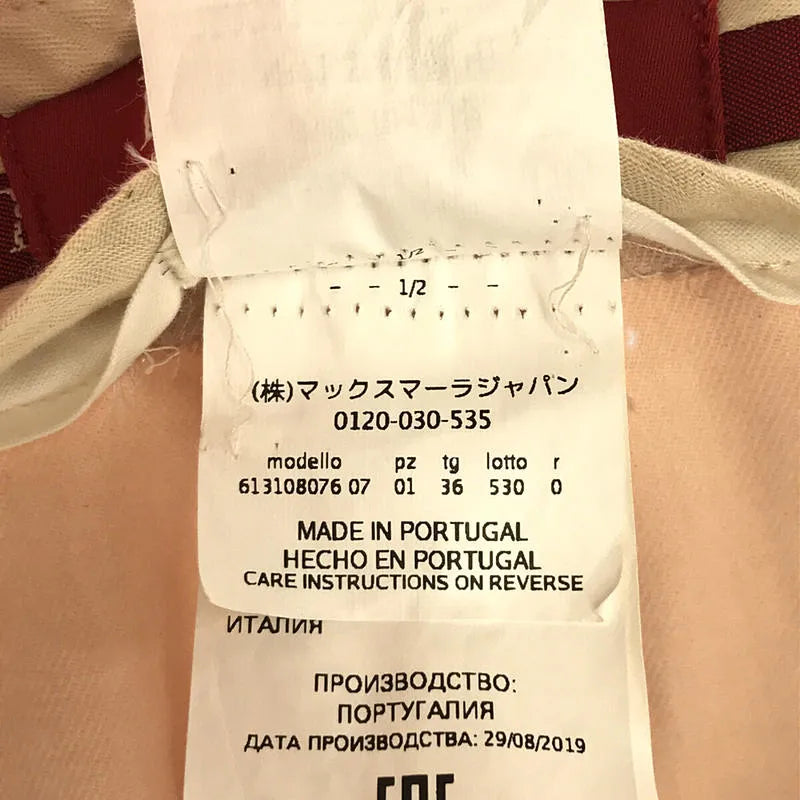 - - 1/2 - -
(株)マックスマーラジャパン
0120-030-535
modello pz tg lotto r
613108076 07 01 36 530 0
MADE IN PORTUGAL
HECHO EN PORTUGAL
CARE INSTRUCTIONS ON REVERSE
ИТАЛИЯ
ПРОИЗВОДСТВО:
ПОРТУГАЛИЯ
ДАТА ПРОИЗВОДСТВА: 29/08/2019